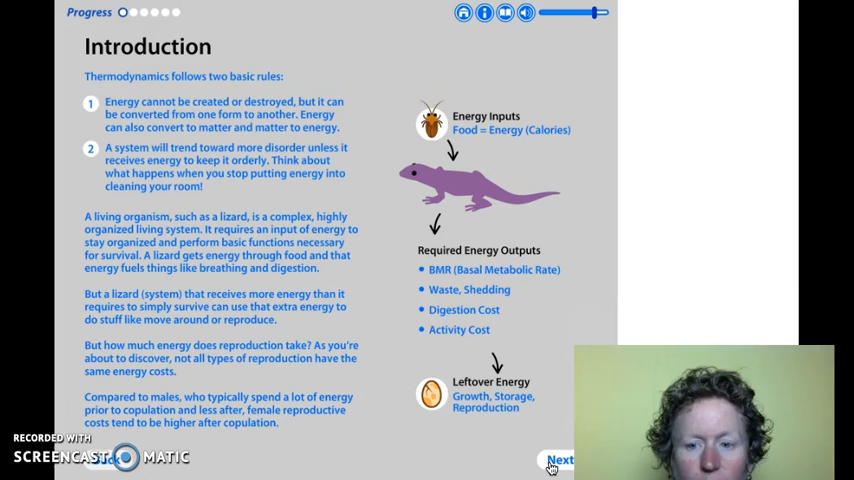 Progress
Introduction
Thermodynamics follows two basic rules:
1 Energy cannot be created or destroyed, but it can
be converted from one form to another. Energy
can also convert to matter and matter to energy.
2 A system will trend toward more disorder unless it
receives energy to keep it orderly. Think about
what happens when you stop putting energy into
cleaning your room!
A living organism, such as a lizard, is a complex, highly
organized living system. It requires an input of energy to
stay organized and perform basic functions necessary
for survival. A lizard gets energy through food and that
energy fuels things like breathing and digestion.
But a lizard (system) that receives more energy than it
requires to simply survive can use that extra energy to
do stuff like move around or reproduce.
But how much energy does reproduction take? As you're
about to discover, not all types of reproduction have the
same energy costs.
Compared to males, who typically spend a lot of energy
prior to copulation and less after, female reproductive
costs tend to be higher after copulation.
Energy Inputs
Food = Energy (Calories)
Required Energy Outputs
• BMR (Basal Metabolic Rate)
• Waste, Shedding
• Digestion Cost
• Activity Cost
Leftover Energy
Growth, Storage,
Reproduction
Next
RECORDED WITH
SCREENCAST MATIC